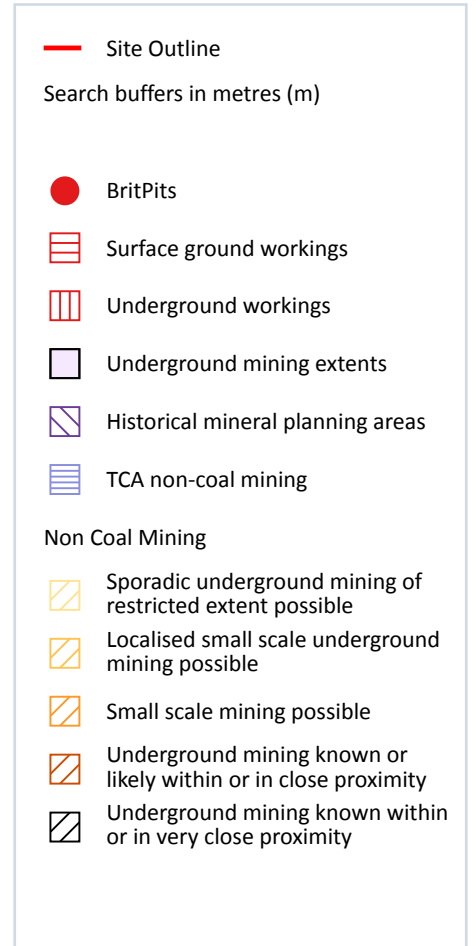 Site Outline
Search buffers in metres (m)
BritPits
Surface ground workings
Underground workings
Underground mining extents
Historical mineral planning areas
TCA non-coal mining
Non Coal Mining
Sporadic underground mining of
restricted extent possible
Localised small scale underground
mining possible
Small scale mining possible
Underground mining known or
likely within or in close proximity
Underground mining known within
or in very close proximity